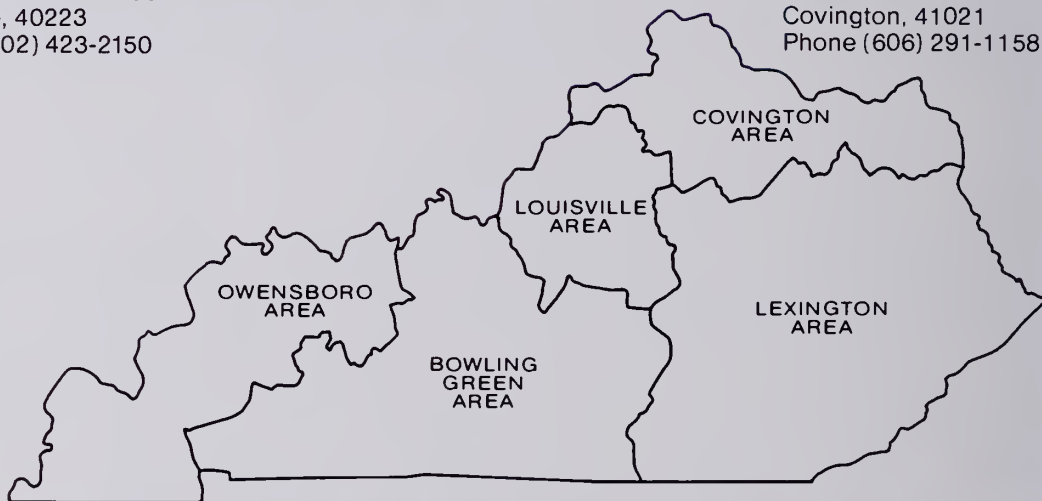 , 40223
02) 423-2150
Covington, 41021
Phone (606) 291-1158
COVINGTON
AREA
LOUISVILLE
AREA
OWENSBORO
AREA
LEXINGTON
AREA
BOWLING
GREEN
AREA